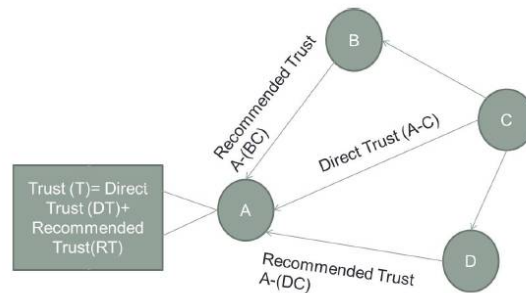 B
Recommended Trust
A-(BC)
C
Direct Trust (A-C)
Trust (T)= Direct
Trust (DT)+
Recommended
Trust(RT)
A
D
Recommended Trust
A-(DC)